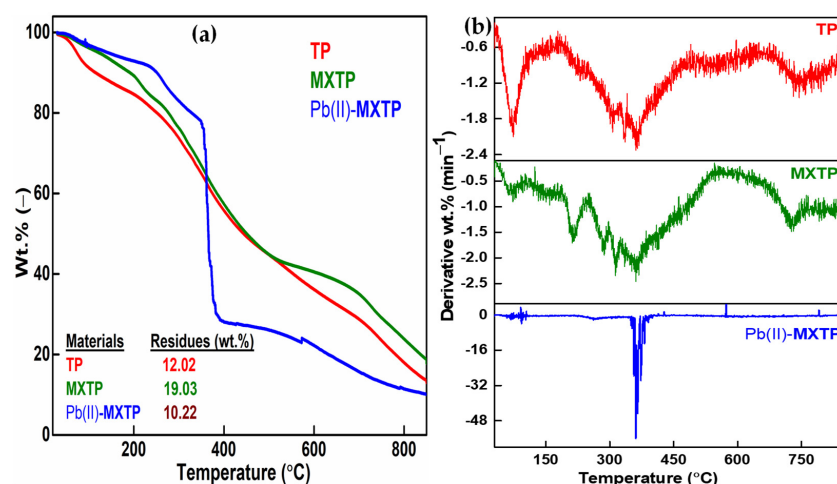 (a)
TP
MXTP
Pb(II)-MXTP
Wt.% (−)
100
80
60
40
20
0
Materials Residues (wt.%)
TP 12.02
MXTP 19.03
Pb(II)-MXTP 10.22
0 200 400 600 800
Temperature (°C)
(b)
TP
-0.6
-1.2
-1.8
-2.4
MXTP
-0.5
-1.0
-1.5
-2.0
-2.5
Pb(II)-MXTP
0
-16
-32
-48
Derivative wt.% (min⁻¹)
150 300 450 600 750
Temperature (°C)